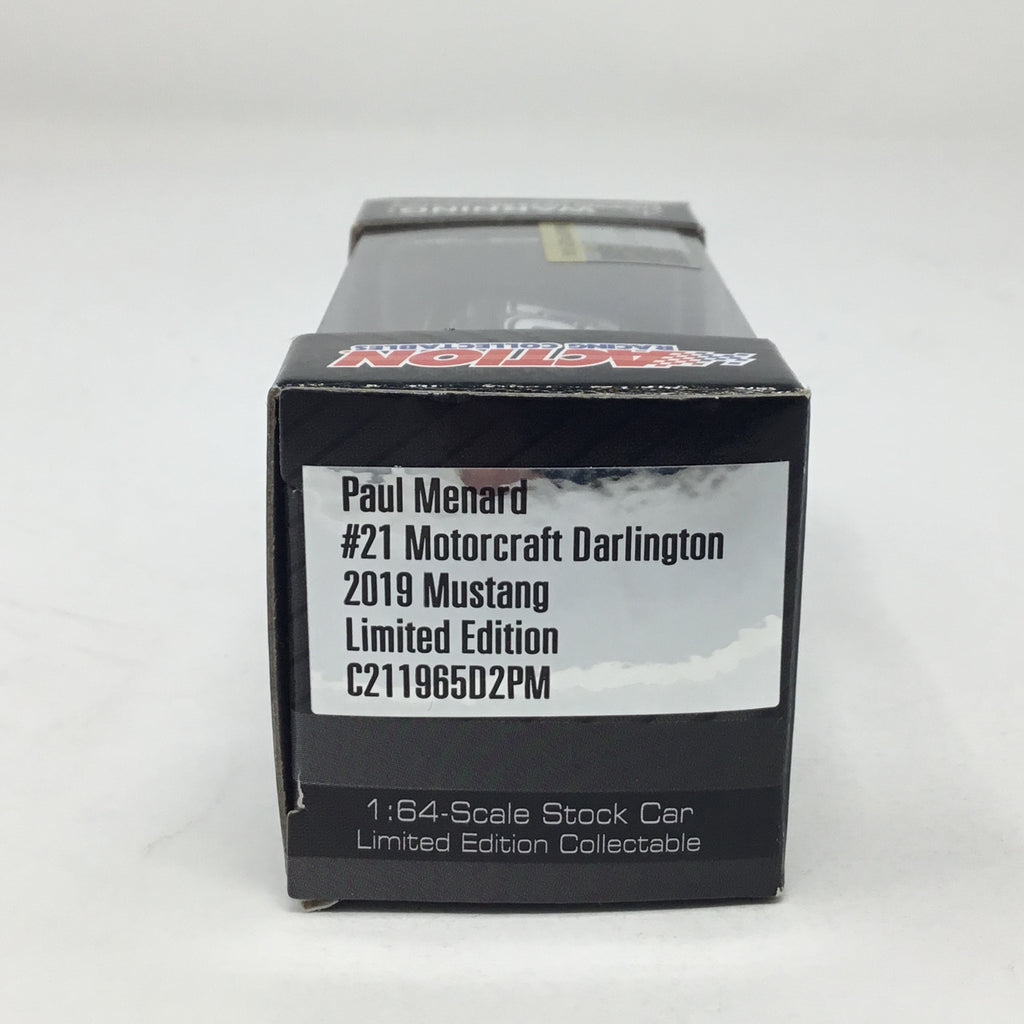 WARNING:
ACTION
RACING COLLECTABLES
Paul Menard
#21 Motorcraft Darlington
2019 Mustang
Limited Edition
C211965D2PM
1:64-Scale Stock Car
Limited Edition Collectable